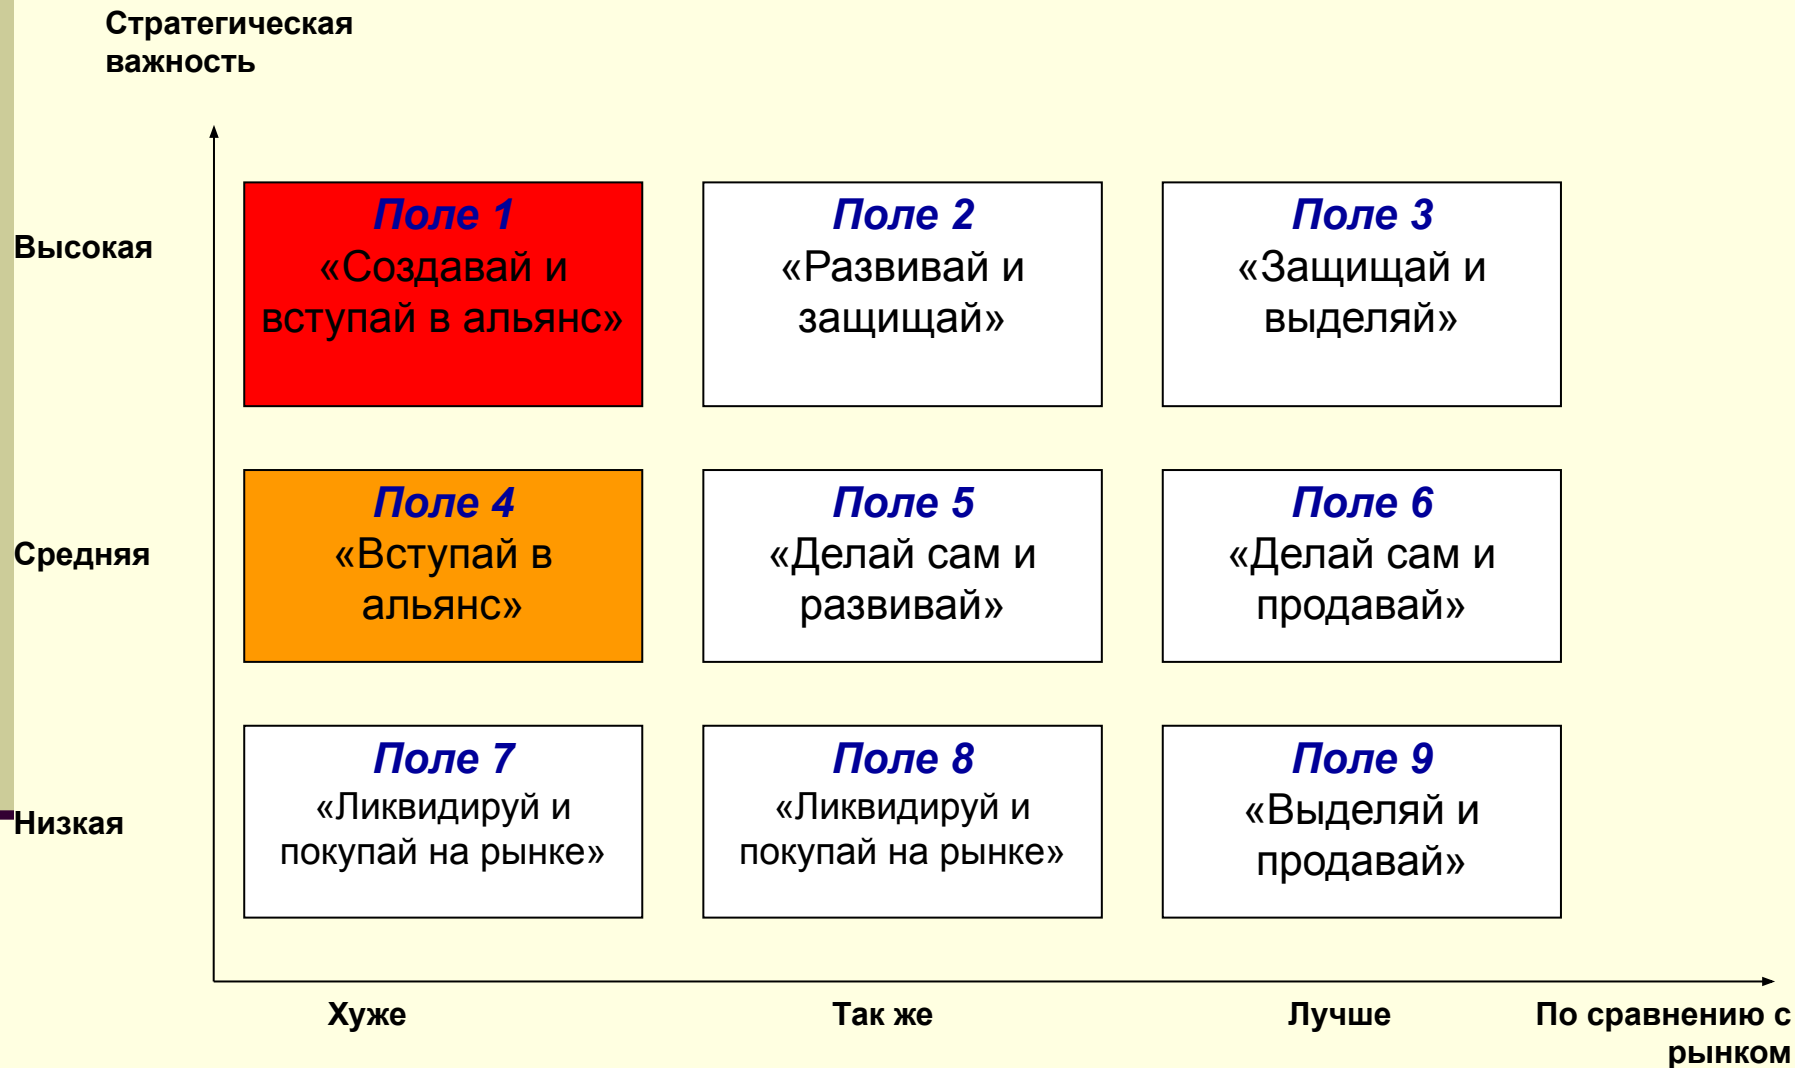 Стратегическая
важность
Высокая
Поле 1
«Создавай и
вступай в альянс»
Поле 2
«Развивай и
защищай»
Поле 3
«Защищай и
выделяй»
Средняя
Поле 4
«Вступай в
альянс»
Поле 5
«Делай сам и
развивай»
Поле 6
«Делай сам и
продавай»
Низкая
Поле 7
«Ликвидируй и
покупай на рынке»
Поле 8
«Ликвидируй и
покупай на рынке»
Поле 9
«Выделяй и
продавай»
Хуже
Так же
Лучше
По сравнению с
рынком